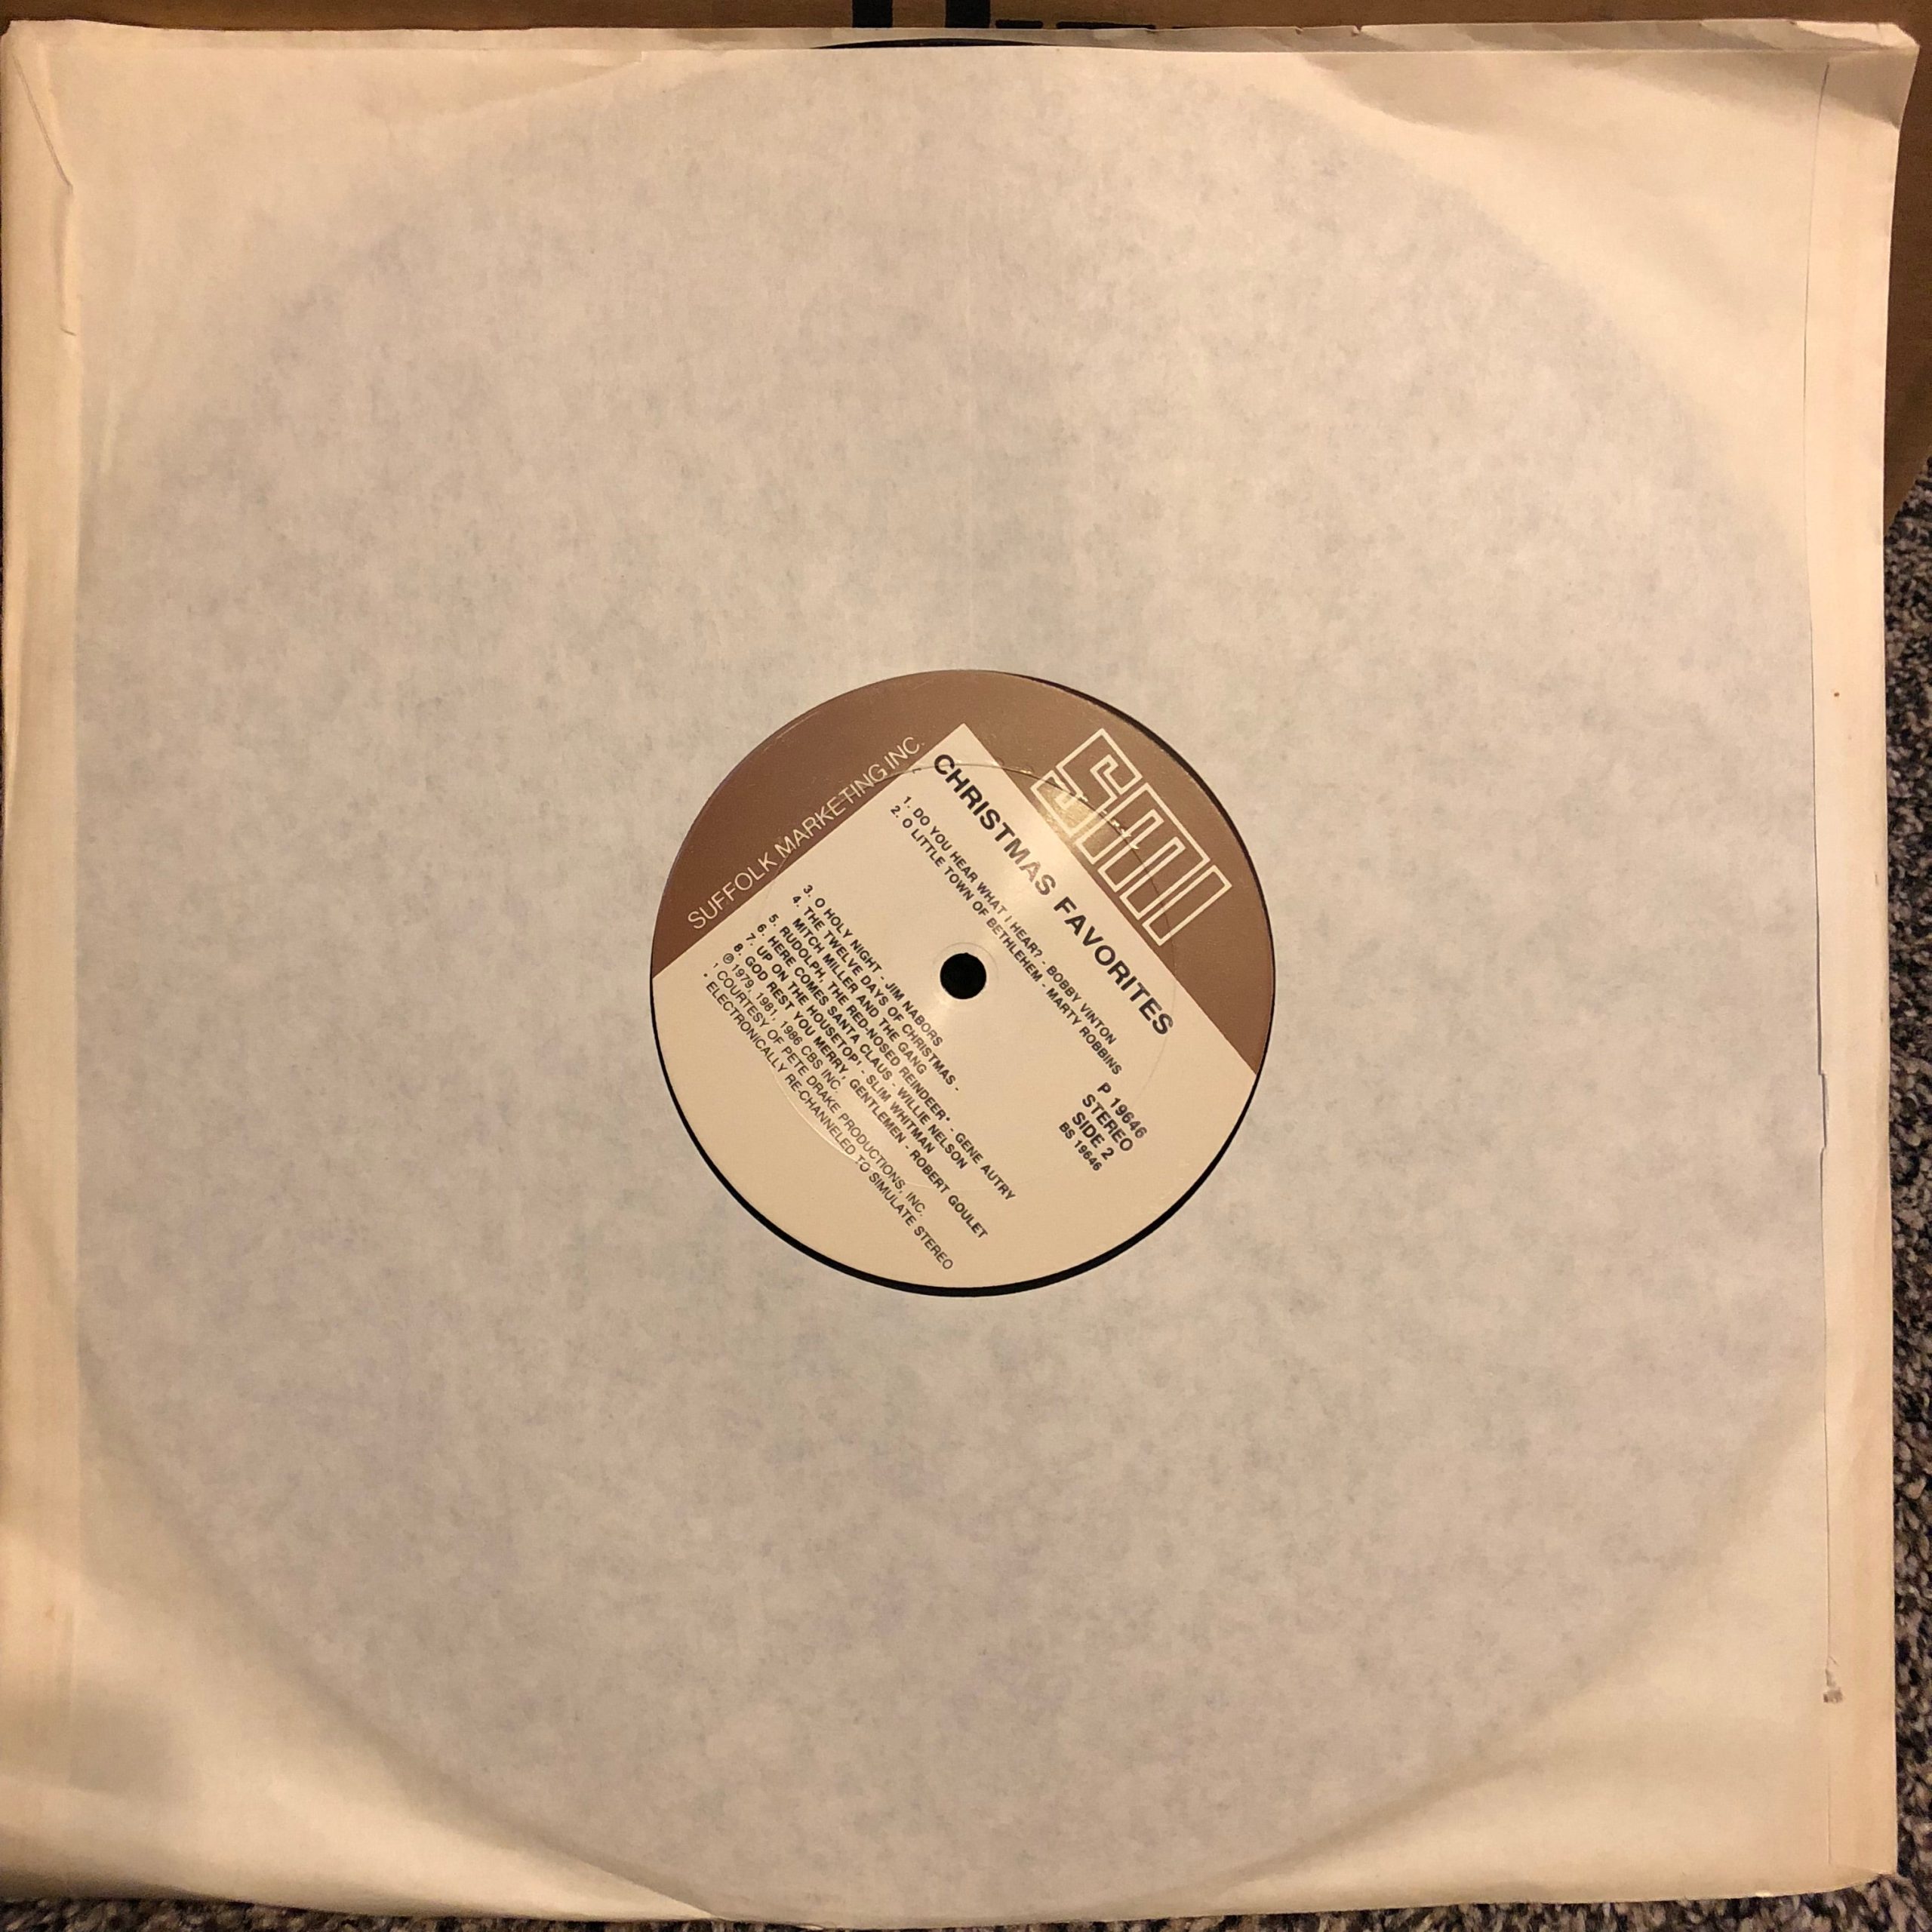 SMI
SUFFOLK MARKETING INC.
CHRISTMAS FAVORITES
1. DO YOU HEAR WHAT I HEAR? - BOBBY VINTON
2. O LITTLE TOWN OF BETHLEHEM - MARTY ROBBINS
P 19646
STEREO
SIDE 2
BS 19646
3. O HOLY NIGHT - JIM NABORS
4. THE TWELVE DAYS OF CHRISTMAS -
MITCH MILLER AND THE GANG
5. RUDOLPH, THE RED-NOSED REINDEER* - GENE AUTRY
6. HERE COMES SANTA CLAUS - WILLIE NELSON
7. UP ON THE HOUSETOP¹ - SLIM WHITMAN
8. GOD REST YOU MERRY, GENTLEMEN - ROBERT GOULET
℗ 1979, 1981, 1986 CBS INC.
¹ COURTESY OF PETE DRAKE PRODUCTIONS, INC.
* ELECTRONICALLY RE-CHANNELED TO SIMULATE STEREO